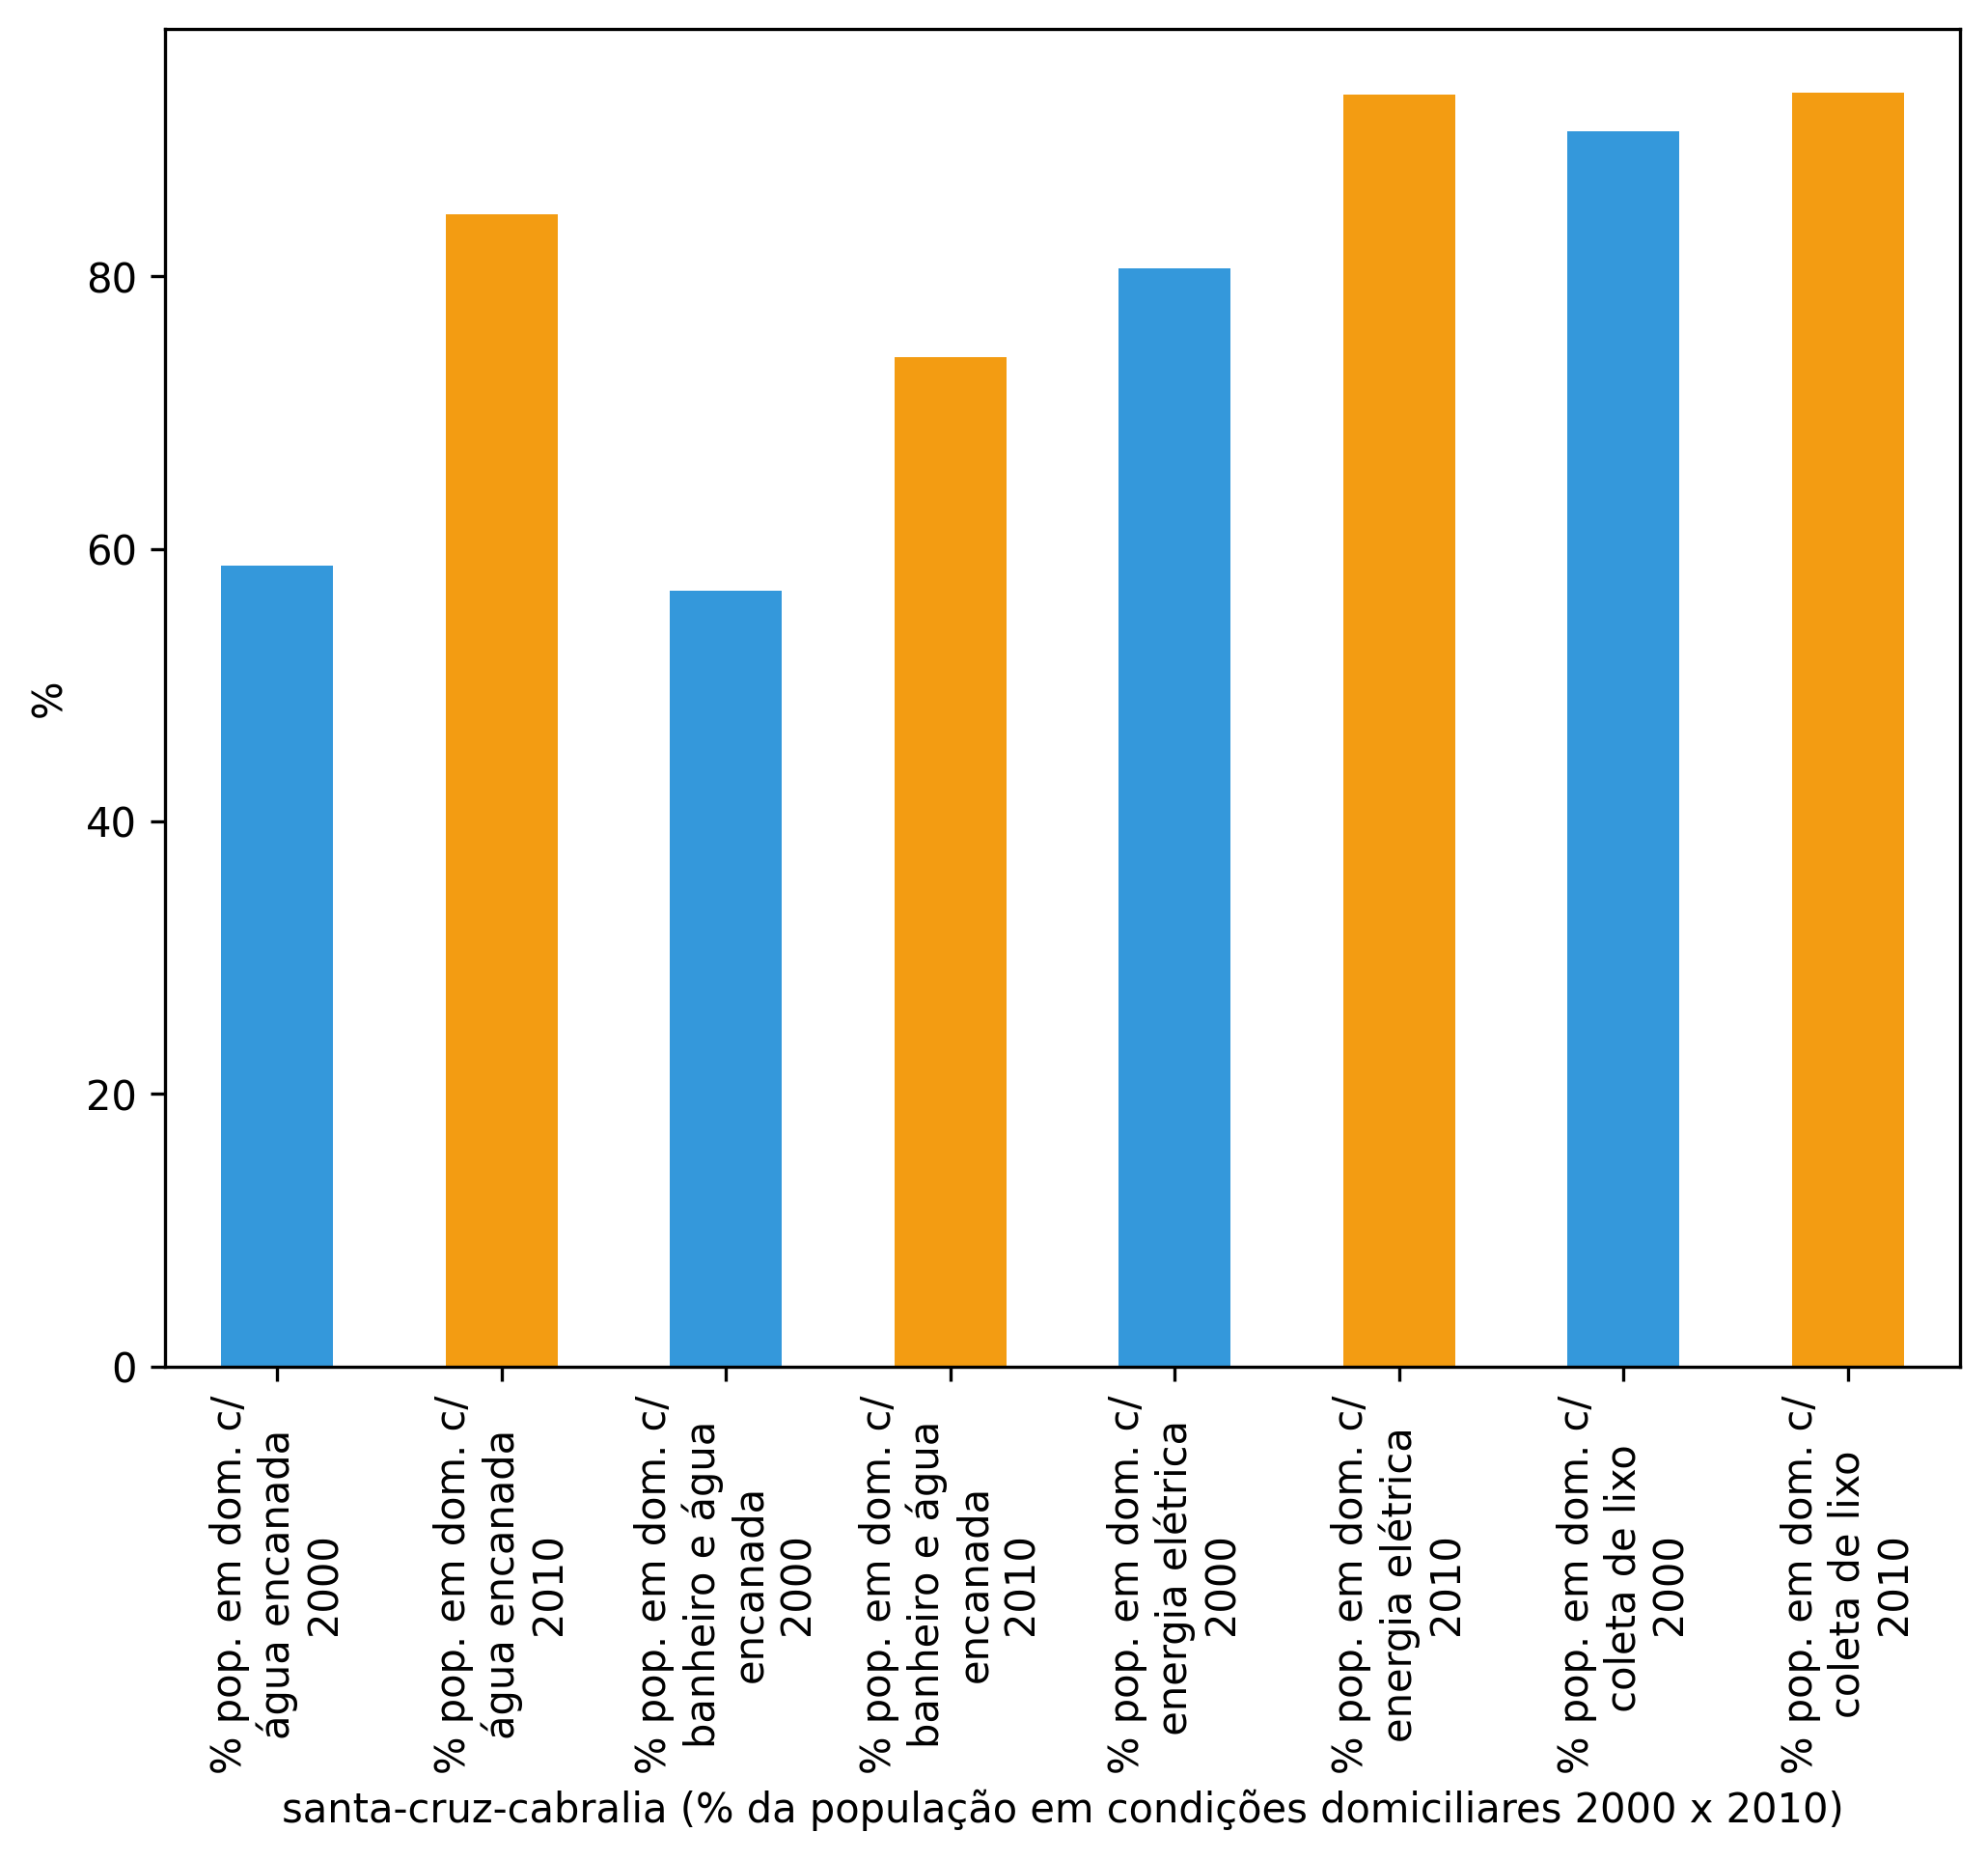 %
80
60
40
20
0
% pop. em dom. c/
água encanada
2000
% pop. em dom. c/
água encanada
2010
% pop. em dom. c/
banheiro e água
encanada
2000
% pop. em dom. c/
banheiro e água
encanada
2010
% pop. em dom. c/
energia elétrica
2000
% pop. em dom. c/
energia elétrica
2010
% pop. em dom. c/
coleta de lixo
2000
% pop. em dom. c/
coleta de lixo
2010
santa-cruz-cabralia (% da população em condições domiciliares 2000 x 2010)